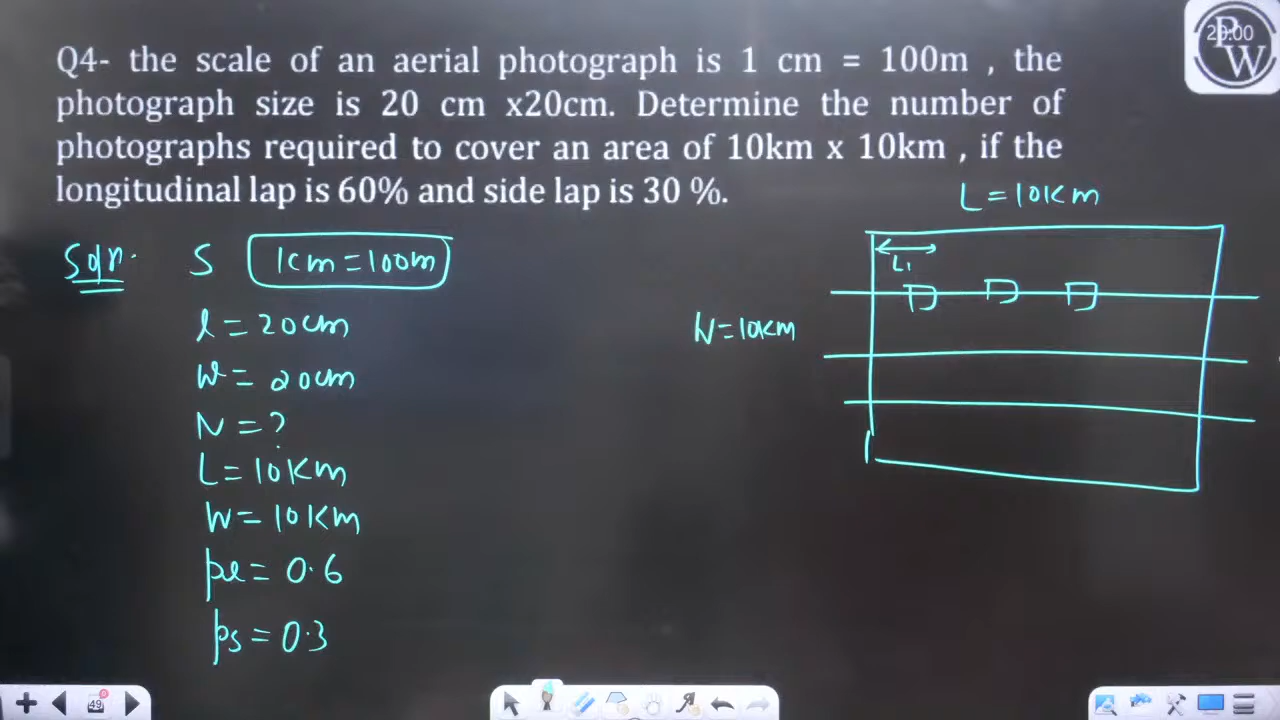 Q4- the scale of an aerial photograph is 1 cm = 100m , the
photograph size is 20 cm x20cm. Determine the number of
photographs required to cover an area of 10km x 10km , if the
longitudinal lap is 60% and side lap is 30 %.
L = 10km
Soln. S 1cm = 100m
L1
l = 20cm
W = 10km
w = 20cm
N = ?
L = 10km
W = 10km
pl = 0.6
ps = 0.3
PW
49